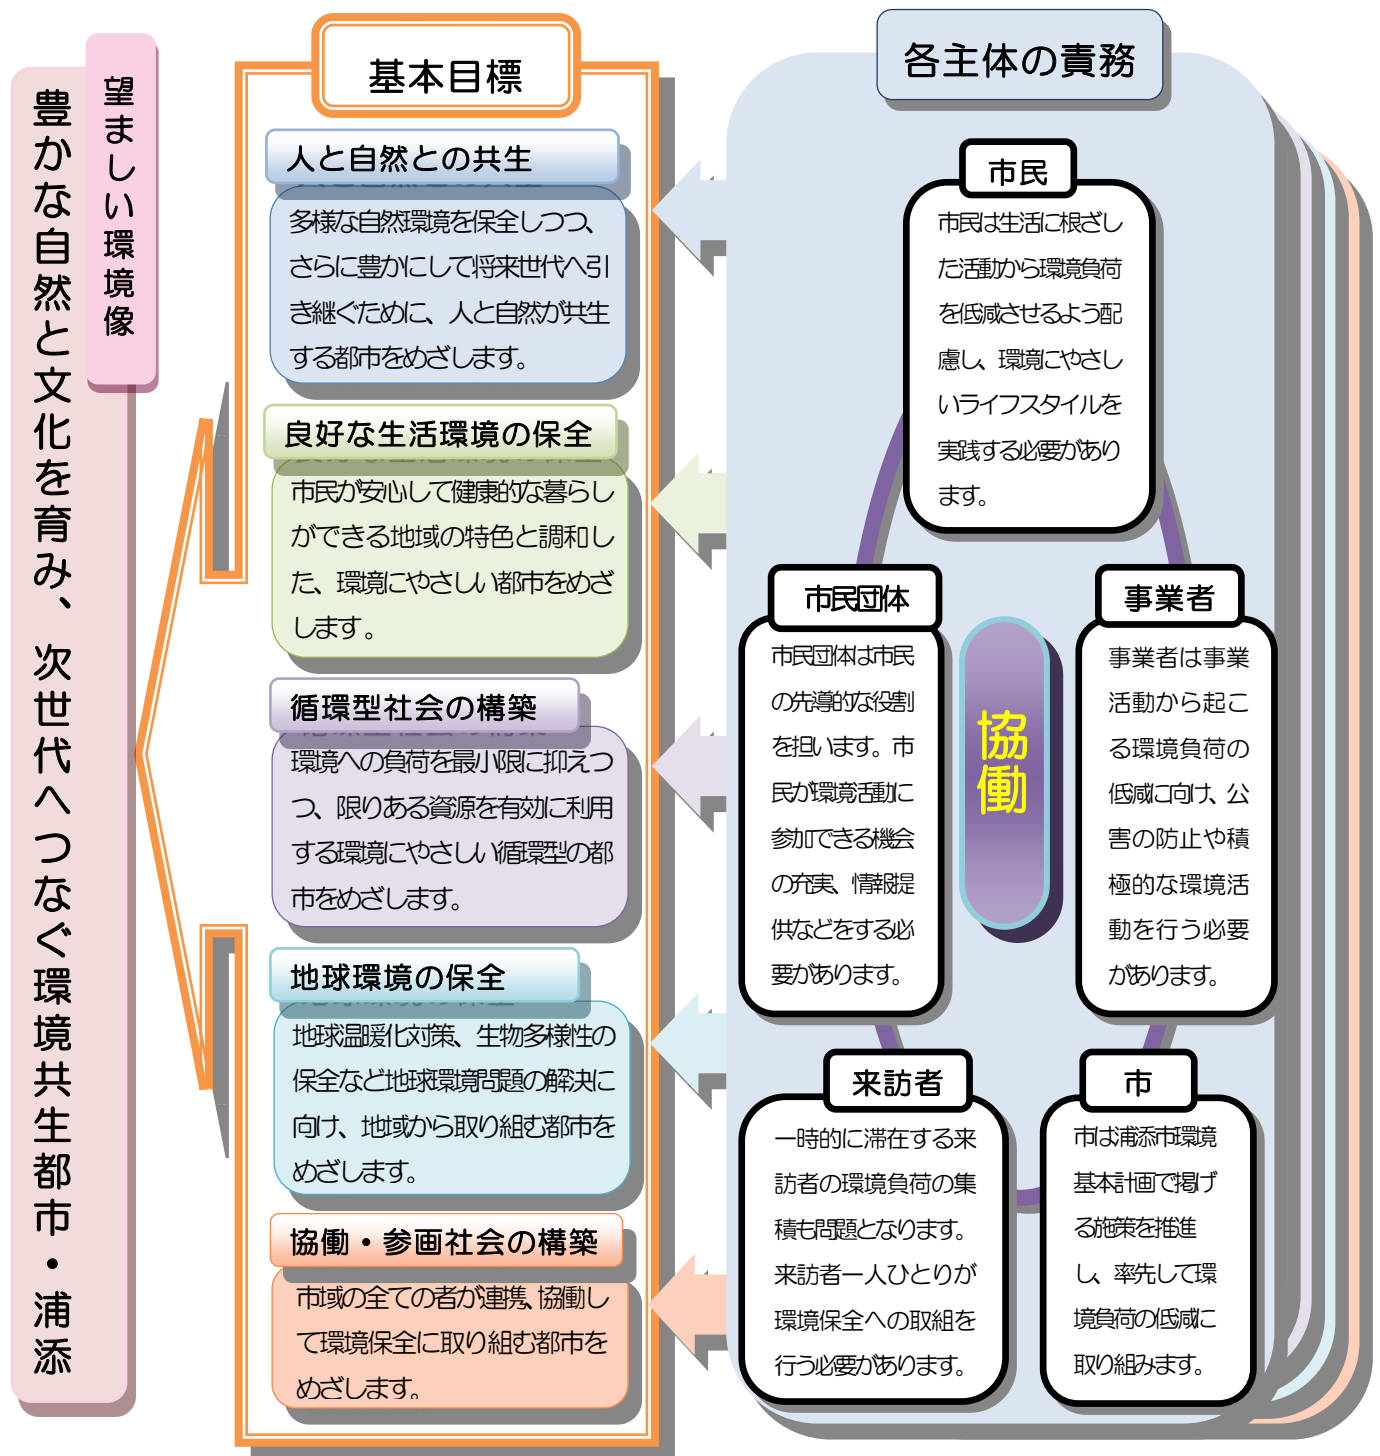 望ましい環境像
豊かな自然と文化を育み、次世代へつなぐ環境共生都市・浦添
基本目標
人と自然との共生
多様な自然環境を保全しつつ、
さらに豊かにして将来世代へ引
き継ぐために、人と自然が共生
する都市をめざします。
良好な生活環境の保全
市民が安心して健康的な暮らし
ができる地域の特色と調和し
た、環境にやさしい都市をめざ
します。
循環型社会の構築
環境への負荷を最小限に抑えつ
つ、限りある資源を有効に利用
する環境にやさしい循環型の都
市をめざします。
地球環境の保全
地球温暖化対策、生物多様性の
保全など地球環境問題の解決に
向け、地域から取り組む都市を
めざします。
協働・参画社会の構築
市域の全ての者が連携、協働し
て環境保全に取り組む都市を
めざします。
各主体の責務
市民
市民は生活に根ざし
た活動から環境負荷
を低減させるよう配
慮し、環境にやさし
いライフスタイルを
実践する必要があり
ます。
市民団体
市民団体は市民
の先導的な役割
を担います。市
民が環境活動に
参加できる機会
の充実、情報提
供などをする必
要があります。
協働
事業者
事業者は事業
活動から起こ
る環境負荷の
低減に向け、公
害の防止や積
極的な環境活
動を行う必要
があります。
来訪者
一時的に滞在する来
訪者の環境負荷の集
積も問題となります。
来訪者一人ひとりが
環境保全への取組を
行う必要があります。
市
市は浦添市環境
基本計画で掲げ
る施策を推進
し、率先して環
境負荷の低減に
取り組みます。